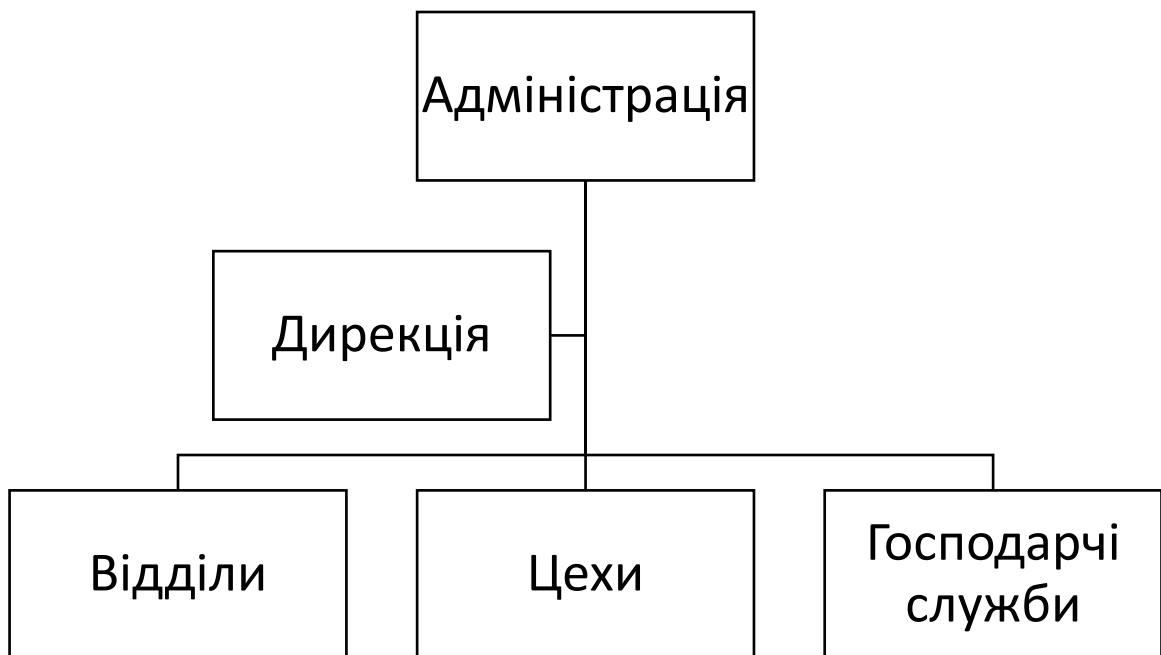 Адміністрація
Дирекція
Відділи
Цехи
Господарчі
служби